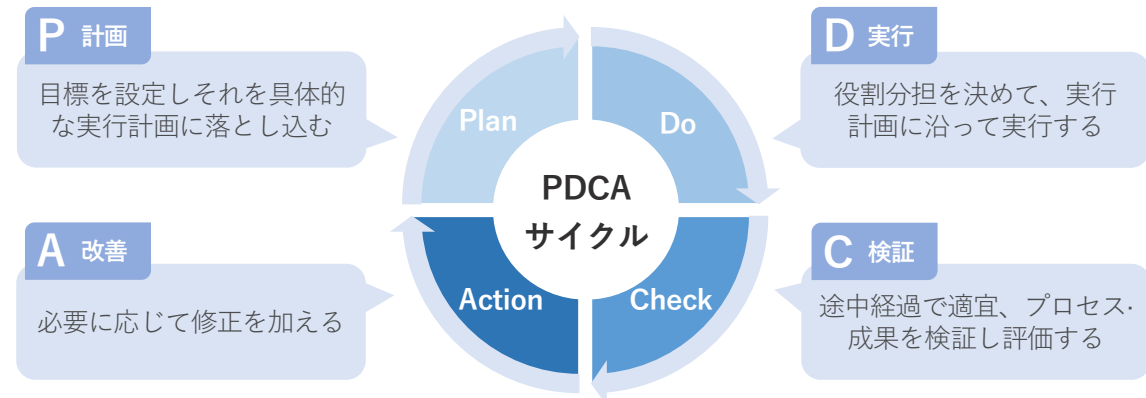 P 計画
目標を設定しそれを具体的
な実行計画に落とし込む
D 実行
役割分担を決めて、実行
計画に沿って実行する
Plan
Do
PDCA
サイクル
Action
Check
A 改善
必要に応じて修正を加える
C 検証
途中経過で適宜、プロセス·
成果を検証し評価する